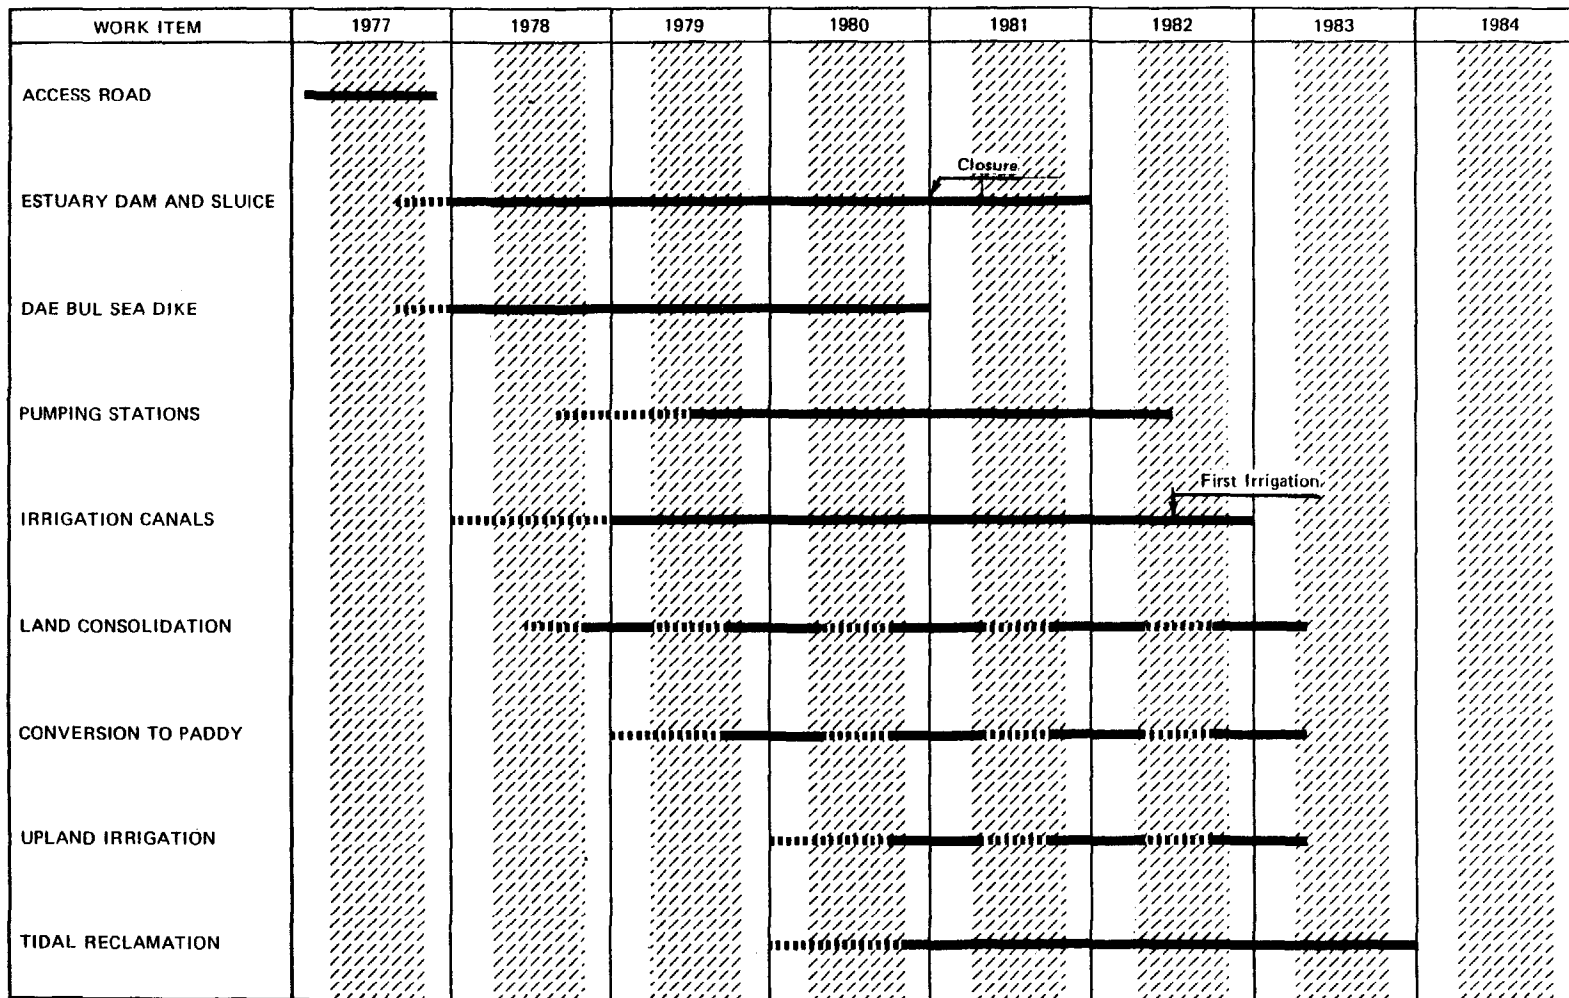 WORK ITEM 1977 1978 1979 1980 1981 1982 1983 1984
ACCESS ROAD
Closure
ESTUARY DAM AND SLUICE
DAE BUL SEA DIKE
PUMPING STATIONS
First Irrigation
IRRIGATION CANALS
LAND CONSOLIDATION
CONVERSION TO PADDY
UPLAND IRRIGATION
TIDAL RECLAMATION